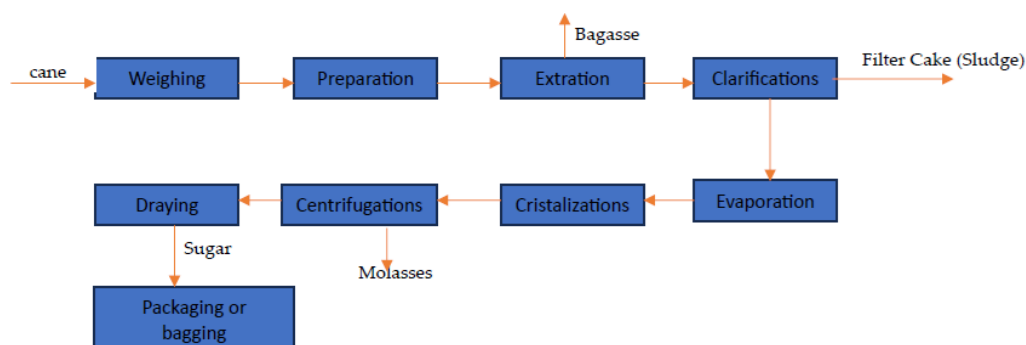 Bagasse
cane
Weighing
Preparation
Extration
Clarifications
Filter Cake (Sludge)
Draying
Centrifugations
Cristalizations
Evaporation
Sugar
Molasses
Packaging or
bagging